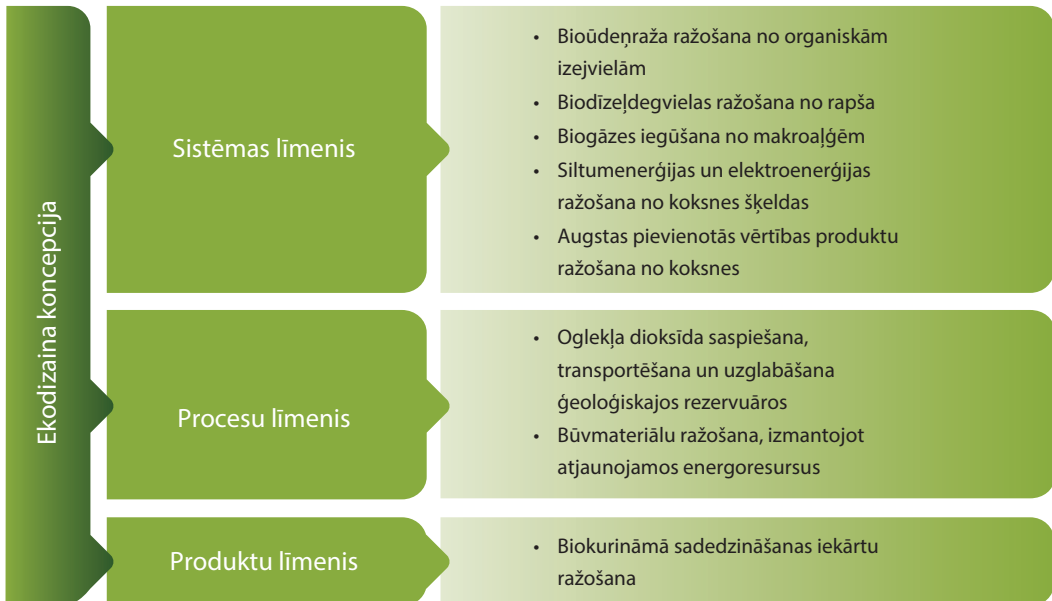 Ekodizaina koncepcija
Sistēmas līmenis
• Bioūdeņraža ražošana no organiskām
izejvielām
• Biodīzeļdegvielas ražošana no rapša
• Biogāzes iegūšana no makroaļģēm
• Siltumenerģijas un elektroenerģijas
ražošana no koksnes šķeldas
• Augstas pievienotās vērtības produktu
ražošana no koksnes
Procesu līmenis
• Oglekļa dioksīda saspiešana,
transportēšana un uzglabāšana
ģeoloģiskajos rezervuāros
• Būvmateriālu ražošana, izmantojot
atjaunojamos energoresursus
Produktu līmenis
• Biokurināmā sadedzināšanas iekārtu
ražošana